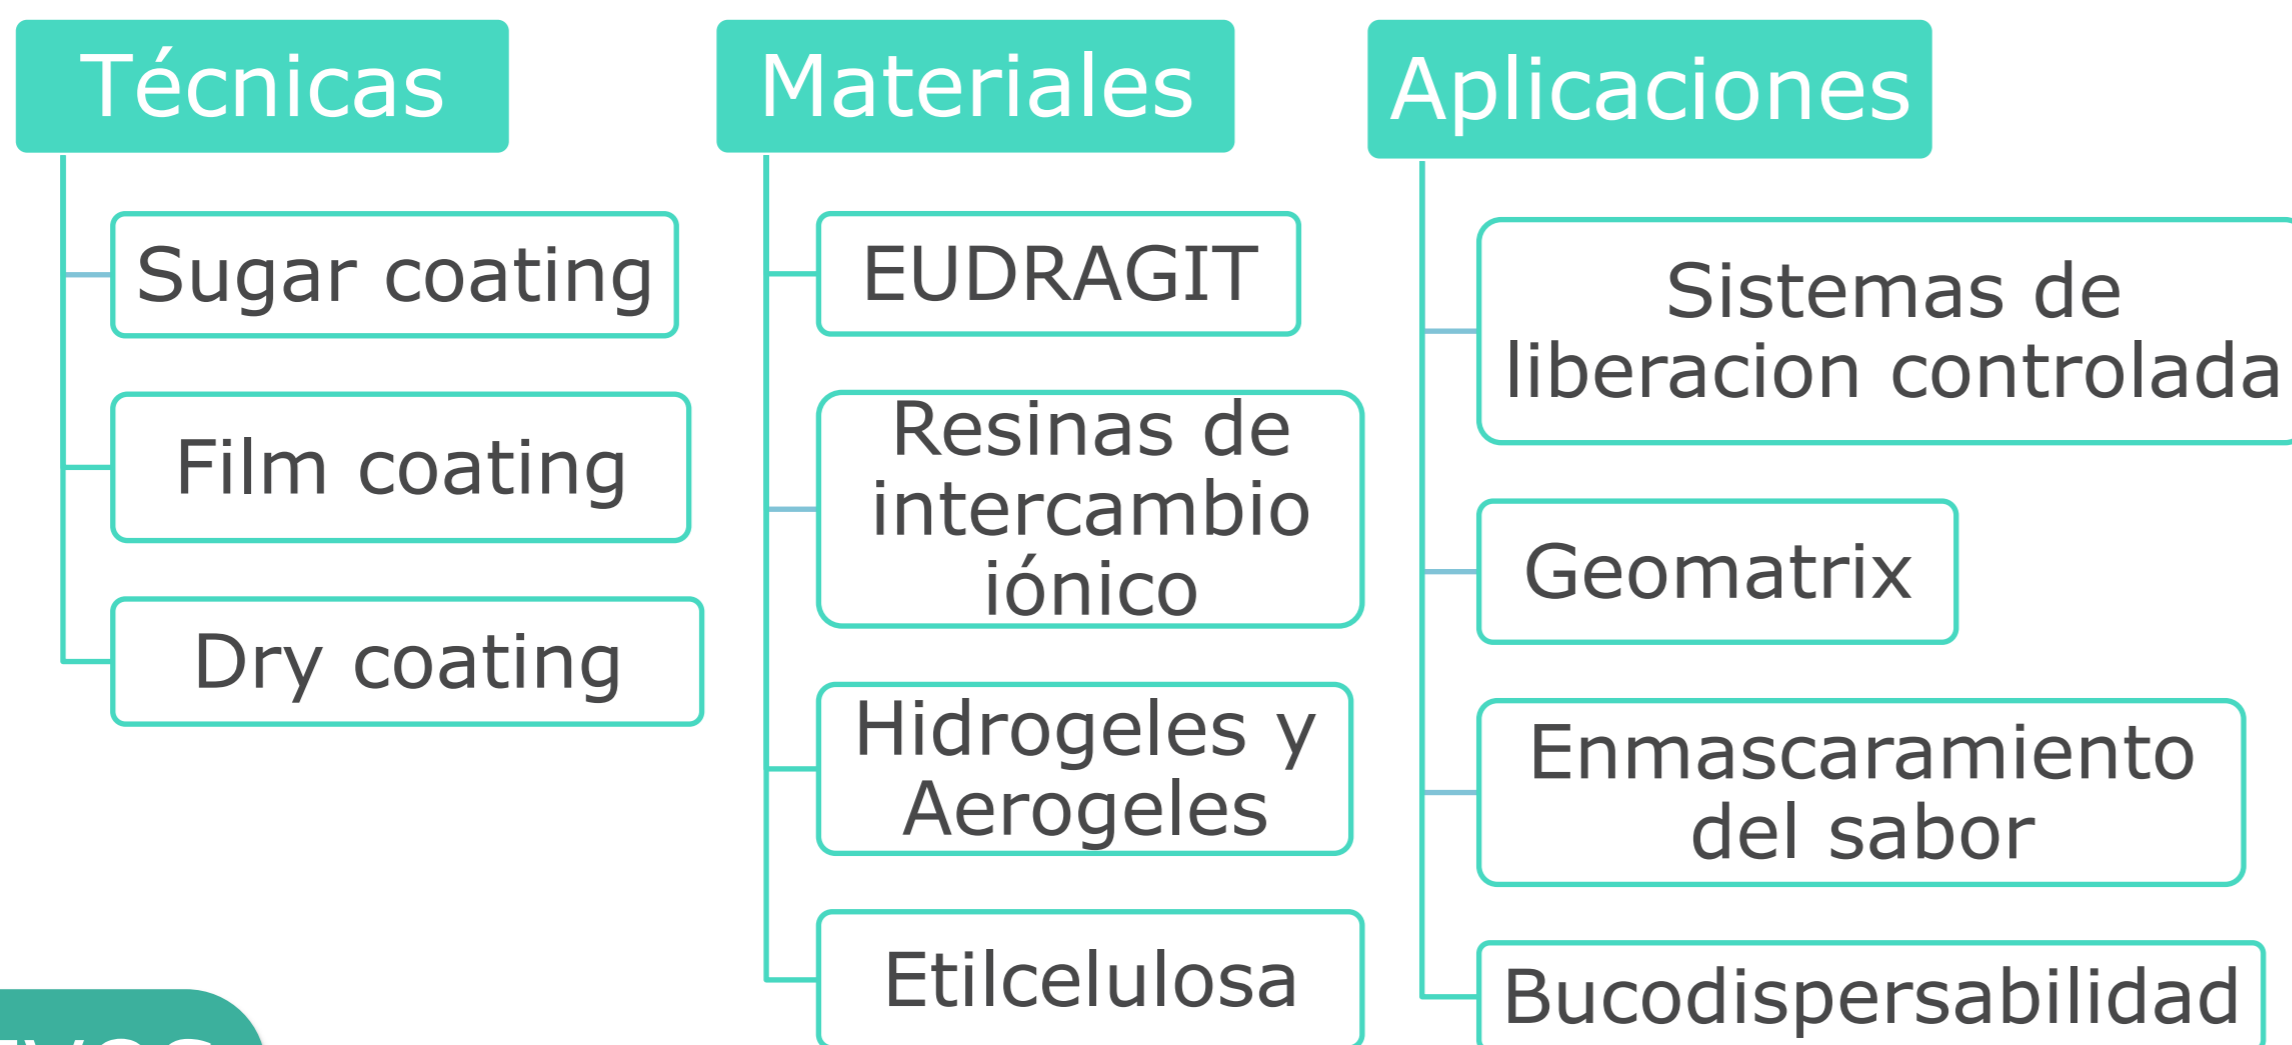 Técnicas
Sugar coating
Film coating
Dry coating
Materiales
EUDRAGIT
Resinas de
intercambio
iónico
Hidrogeles y
Aerogeles
Etilcelulosa
Aplicaciones
Sistemas de
liberacion controlada
Geomatrix
Enmascaramiento
del sabor
Bucodispersabilidad